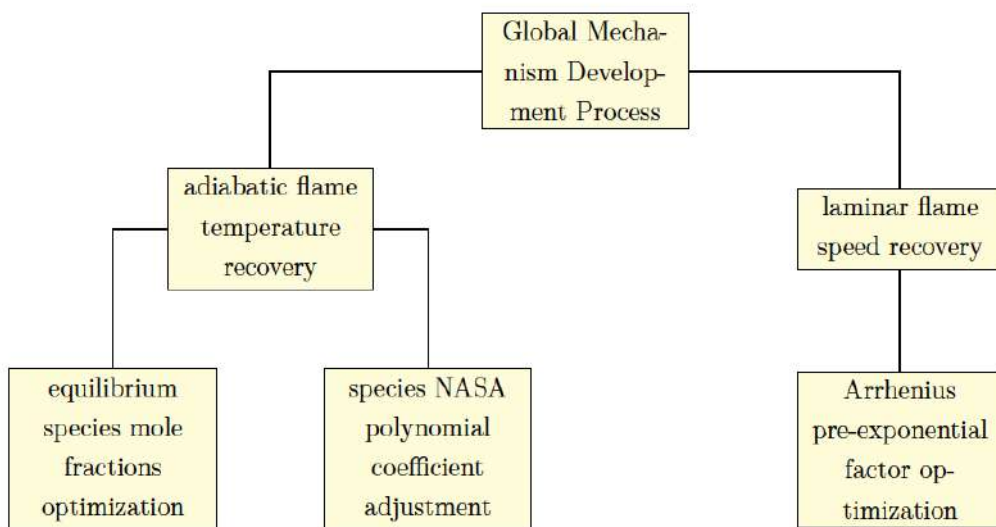 Global Mecha-
nism Develop-
ment Process
adiabatic flame
temperature
recovery
laminar flame
speed recovery
equilibrium
species mole
fractions
optimization
species NASA
polynomial
coefficient
adjustment
Arrhenius
pre-exponential
factor op-
timization